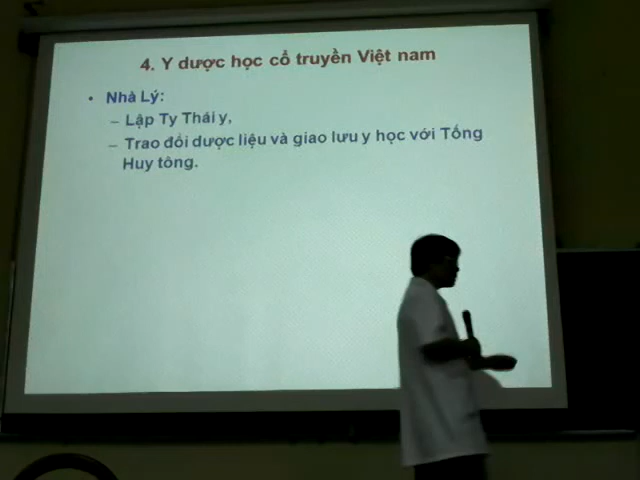 4. Y dược học cổ truyền Việt nam
• Nhà Lý:
– Lập Ty Thái y,
– Trao đổi dược liệu và giao lưu y học với Tống
Huy tông.